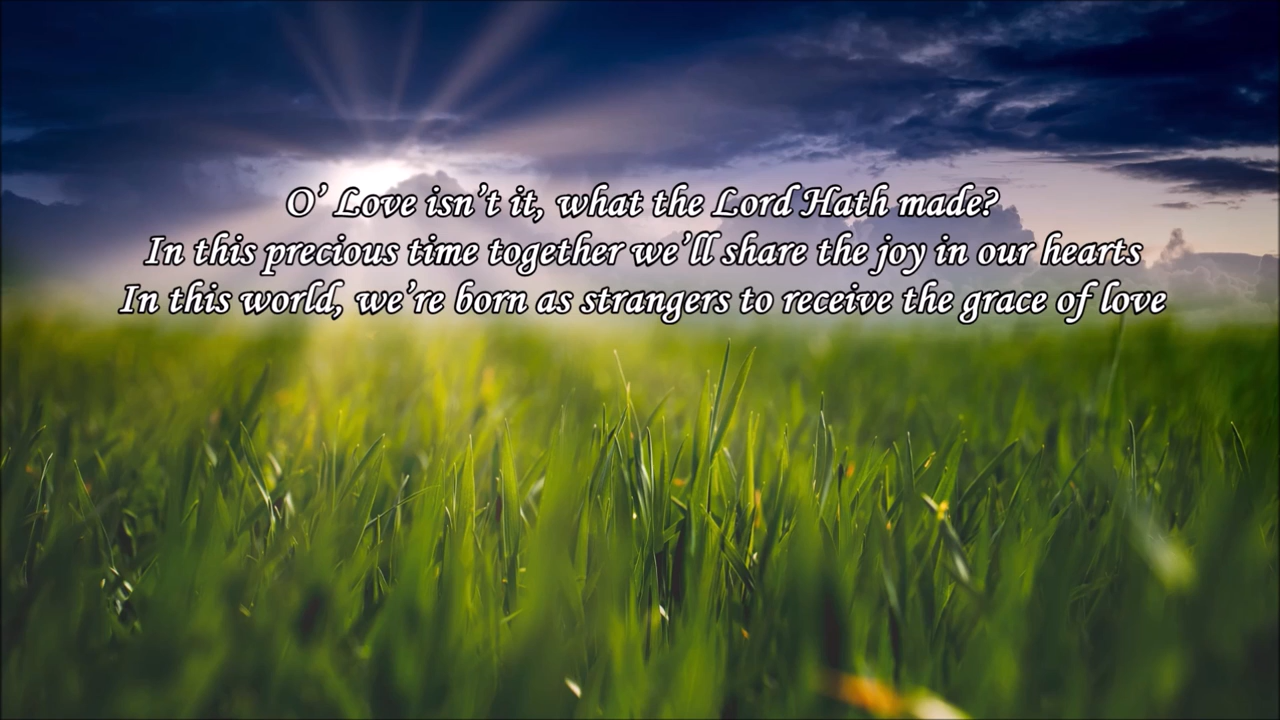 O’ Love isn’t it, what the Lord Hath made?
In this precious time together we’ll share the joy in our hearts
In this world, we’re born as strangers to receive the grace of love